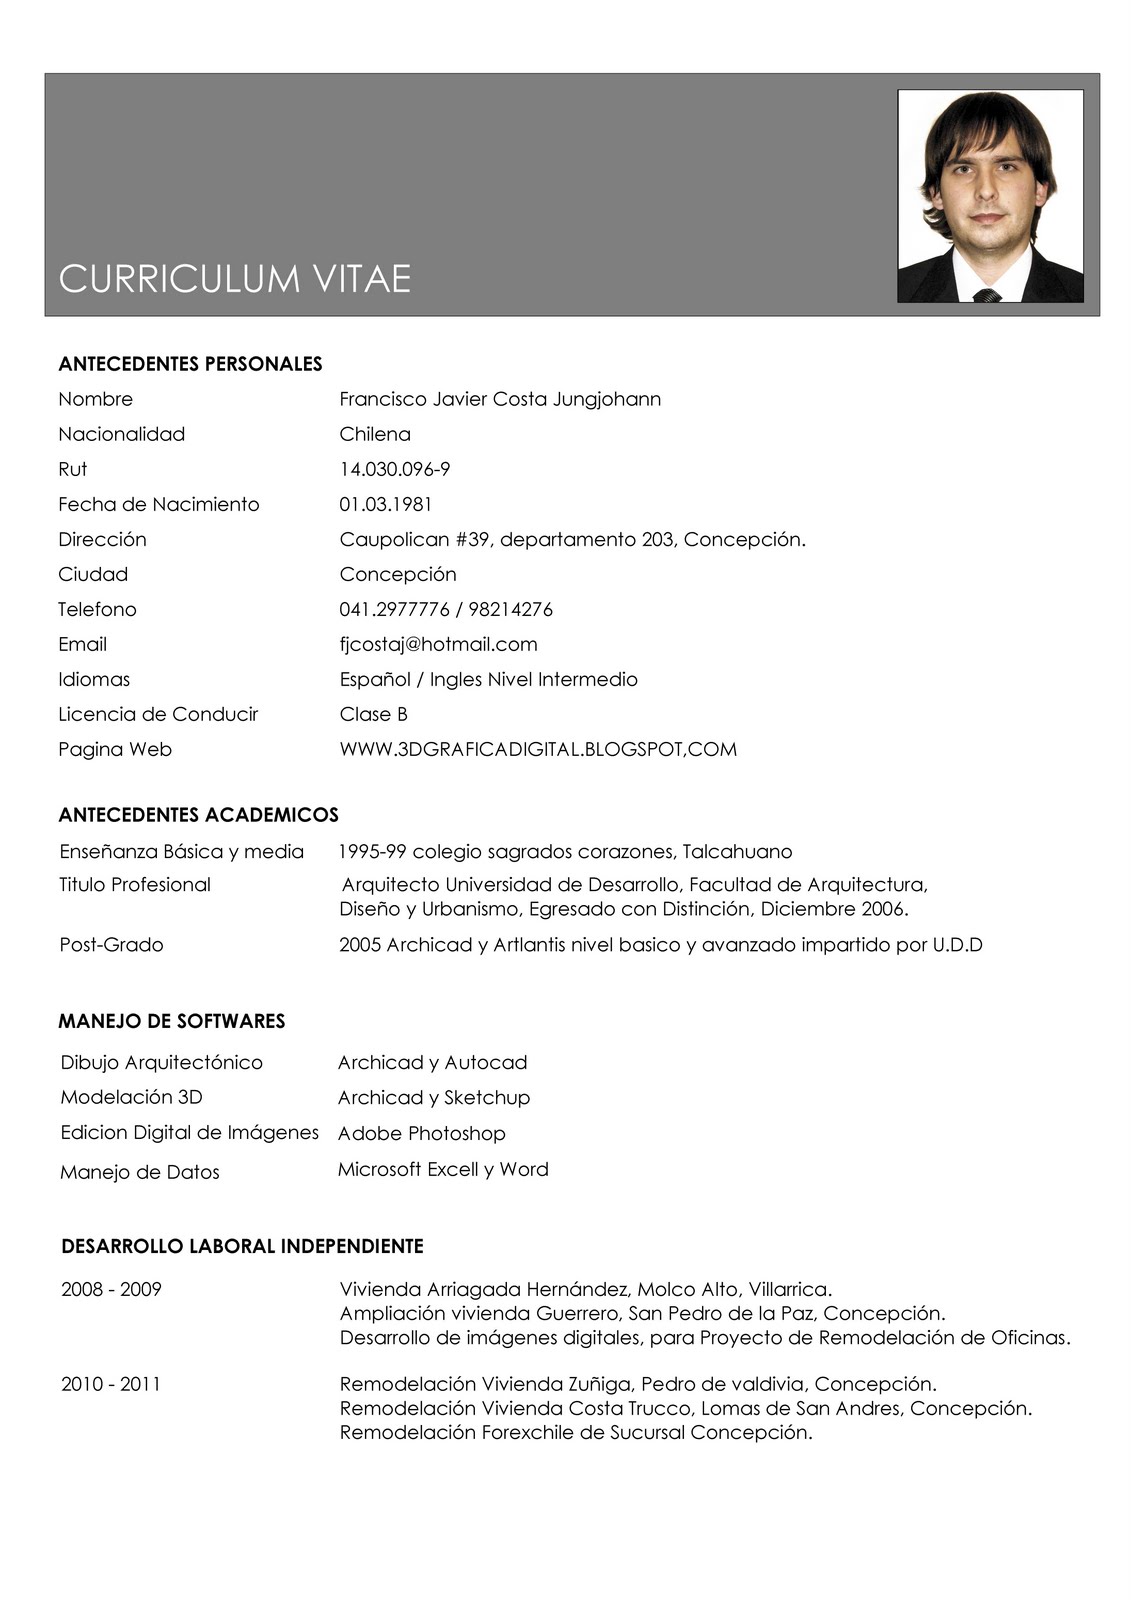 CURRICULUM VITAE
ANTECEDENTES PERSONALES
Nombre Francisco Javier Costa Jungjohann
Nacionalidad Chilena
Rut 14.030.096-9
Fecha de Nacimiento 01.03.1981
Dirección Caupolican #39, departamento 203, Concepción.
Ciudad Concepción
Telefono 041.2977776 / 98214276
Email fjcostaj@hotmail.com
Idiomas Español / Ingles Nivel Intermedio
Licencia de Conducir Clase B
Pagina Web WWW.3DGRAFICADIGITAL.BLOGSPOT,COM
ANTECEDENTES ACADEMICOS
Enseñanza Básica y media 1995-99 colegio sagrados corazones, Talcahuano
Titulo Profesional Arquitecto Universidad de Desarrollo, Facultad de Arquitectura,
Diseño y Urbanismo, Egresado con Distinción, Diciembre 2006.
Post-Grado 2005 Archicad y Artlantis nivel basico y avanzado impartido por U.D.D
MANEJO DE SOFTWARES
Dibujo Arquitectónico Archicad y Autocad
Modelación 3D Archicad y Sketchup
Edicion Digital de Imágenes Adobe Photoshop
Manejo de Datos Microsoft Excell y Word
DESARROLLO LABORAL INDEPENDIENTE
2008 - 2009 Vivienda Arriagada Hernández, Molco Alto, Villarrica.
Ampliación vivienda Guerrero, San Pedro de la Paz, Concepción.
Desarrollo de imágenes digitales, para Proyecto de Remodelación de Oficinas.
2010 - 2011 Remodelación Vivienda Zuñiga, Pedro de valdivia, Concepción.
Remodelación Vivienda Costa Trucco, Lomas de San Andres, Concepción.
Remodelación Forexchile de Sucursal Concepción.